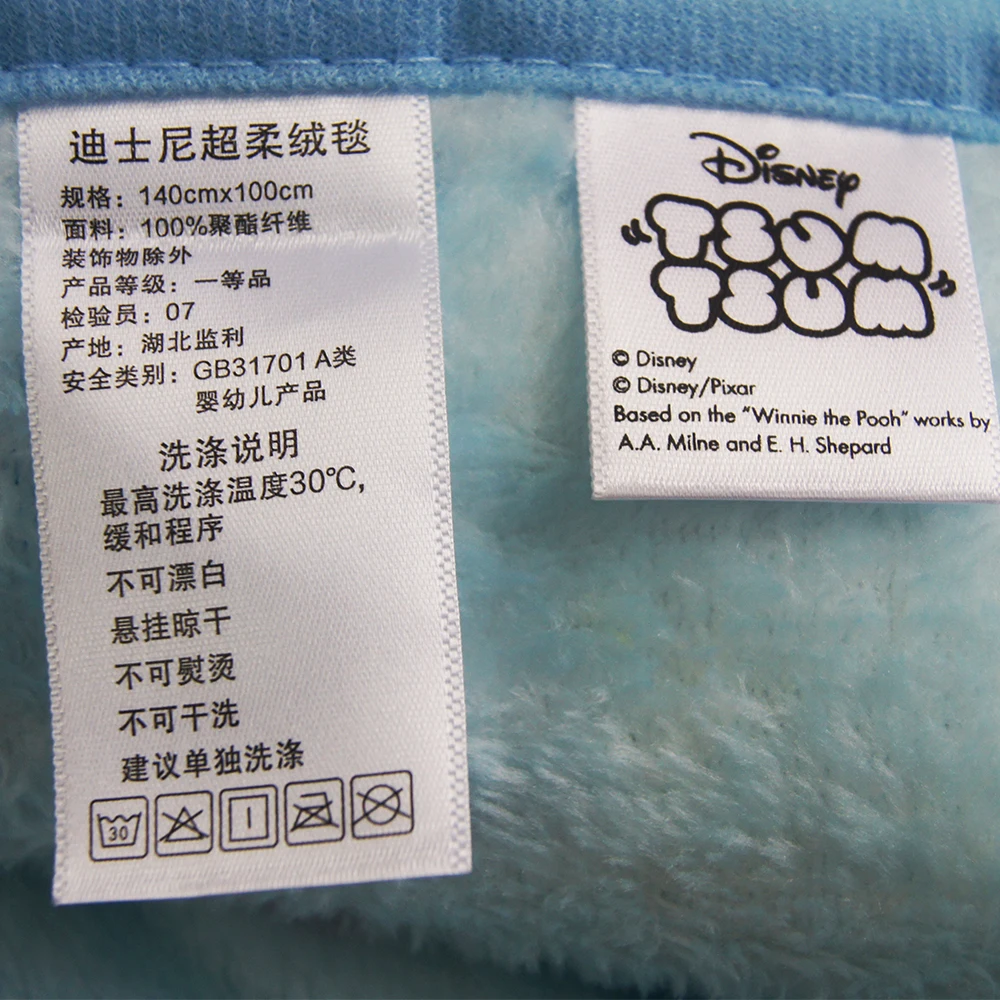 迪士尼超柔绒毯
规格：140cmx100cm
面料：100%聚酯纤维
装饰物除外
产品等级：一等品
检验员：07
产地：湖北监利
安全类别：GB31701 A类
婴幼儿产品
洗涤说明
最高洗涤温度30℃，
缓和程序
不可漂白
悬挂晾干
不可熨烫
不可干洗
建议单独洗涤
30
Disney
“TSUM
TSUM”
© Disney
© Disney/Pixar
Based on the “Winnie the Pooh” works by
A.A. Milne and E. H. Shepard